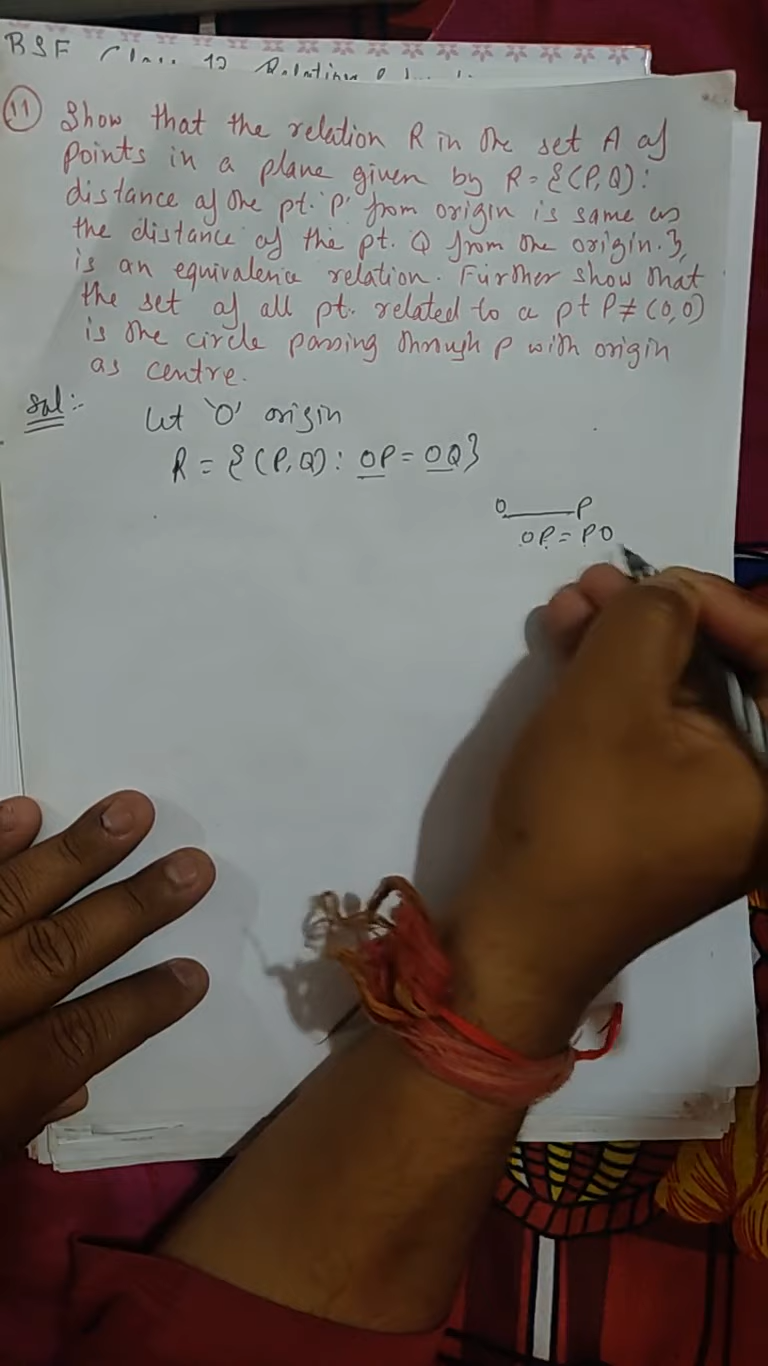 BSF Class 12 Relation
(11) Show that the relation R in the set A of
points in a plane given by R = {(P,Q):
distance of the pt. 'P' from origin is same as
the distance of the pt. Q from the origin.},
is an equivalence relation. Further show that
the set of all pt. related to a pt P ≠ (0,0)
is the circle passing through P with origin
as centre.
Sol:- Let 'O' origin
R = {(P,Q): OP = OQ}
O P
OP = PO